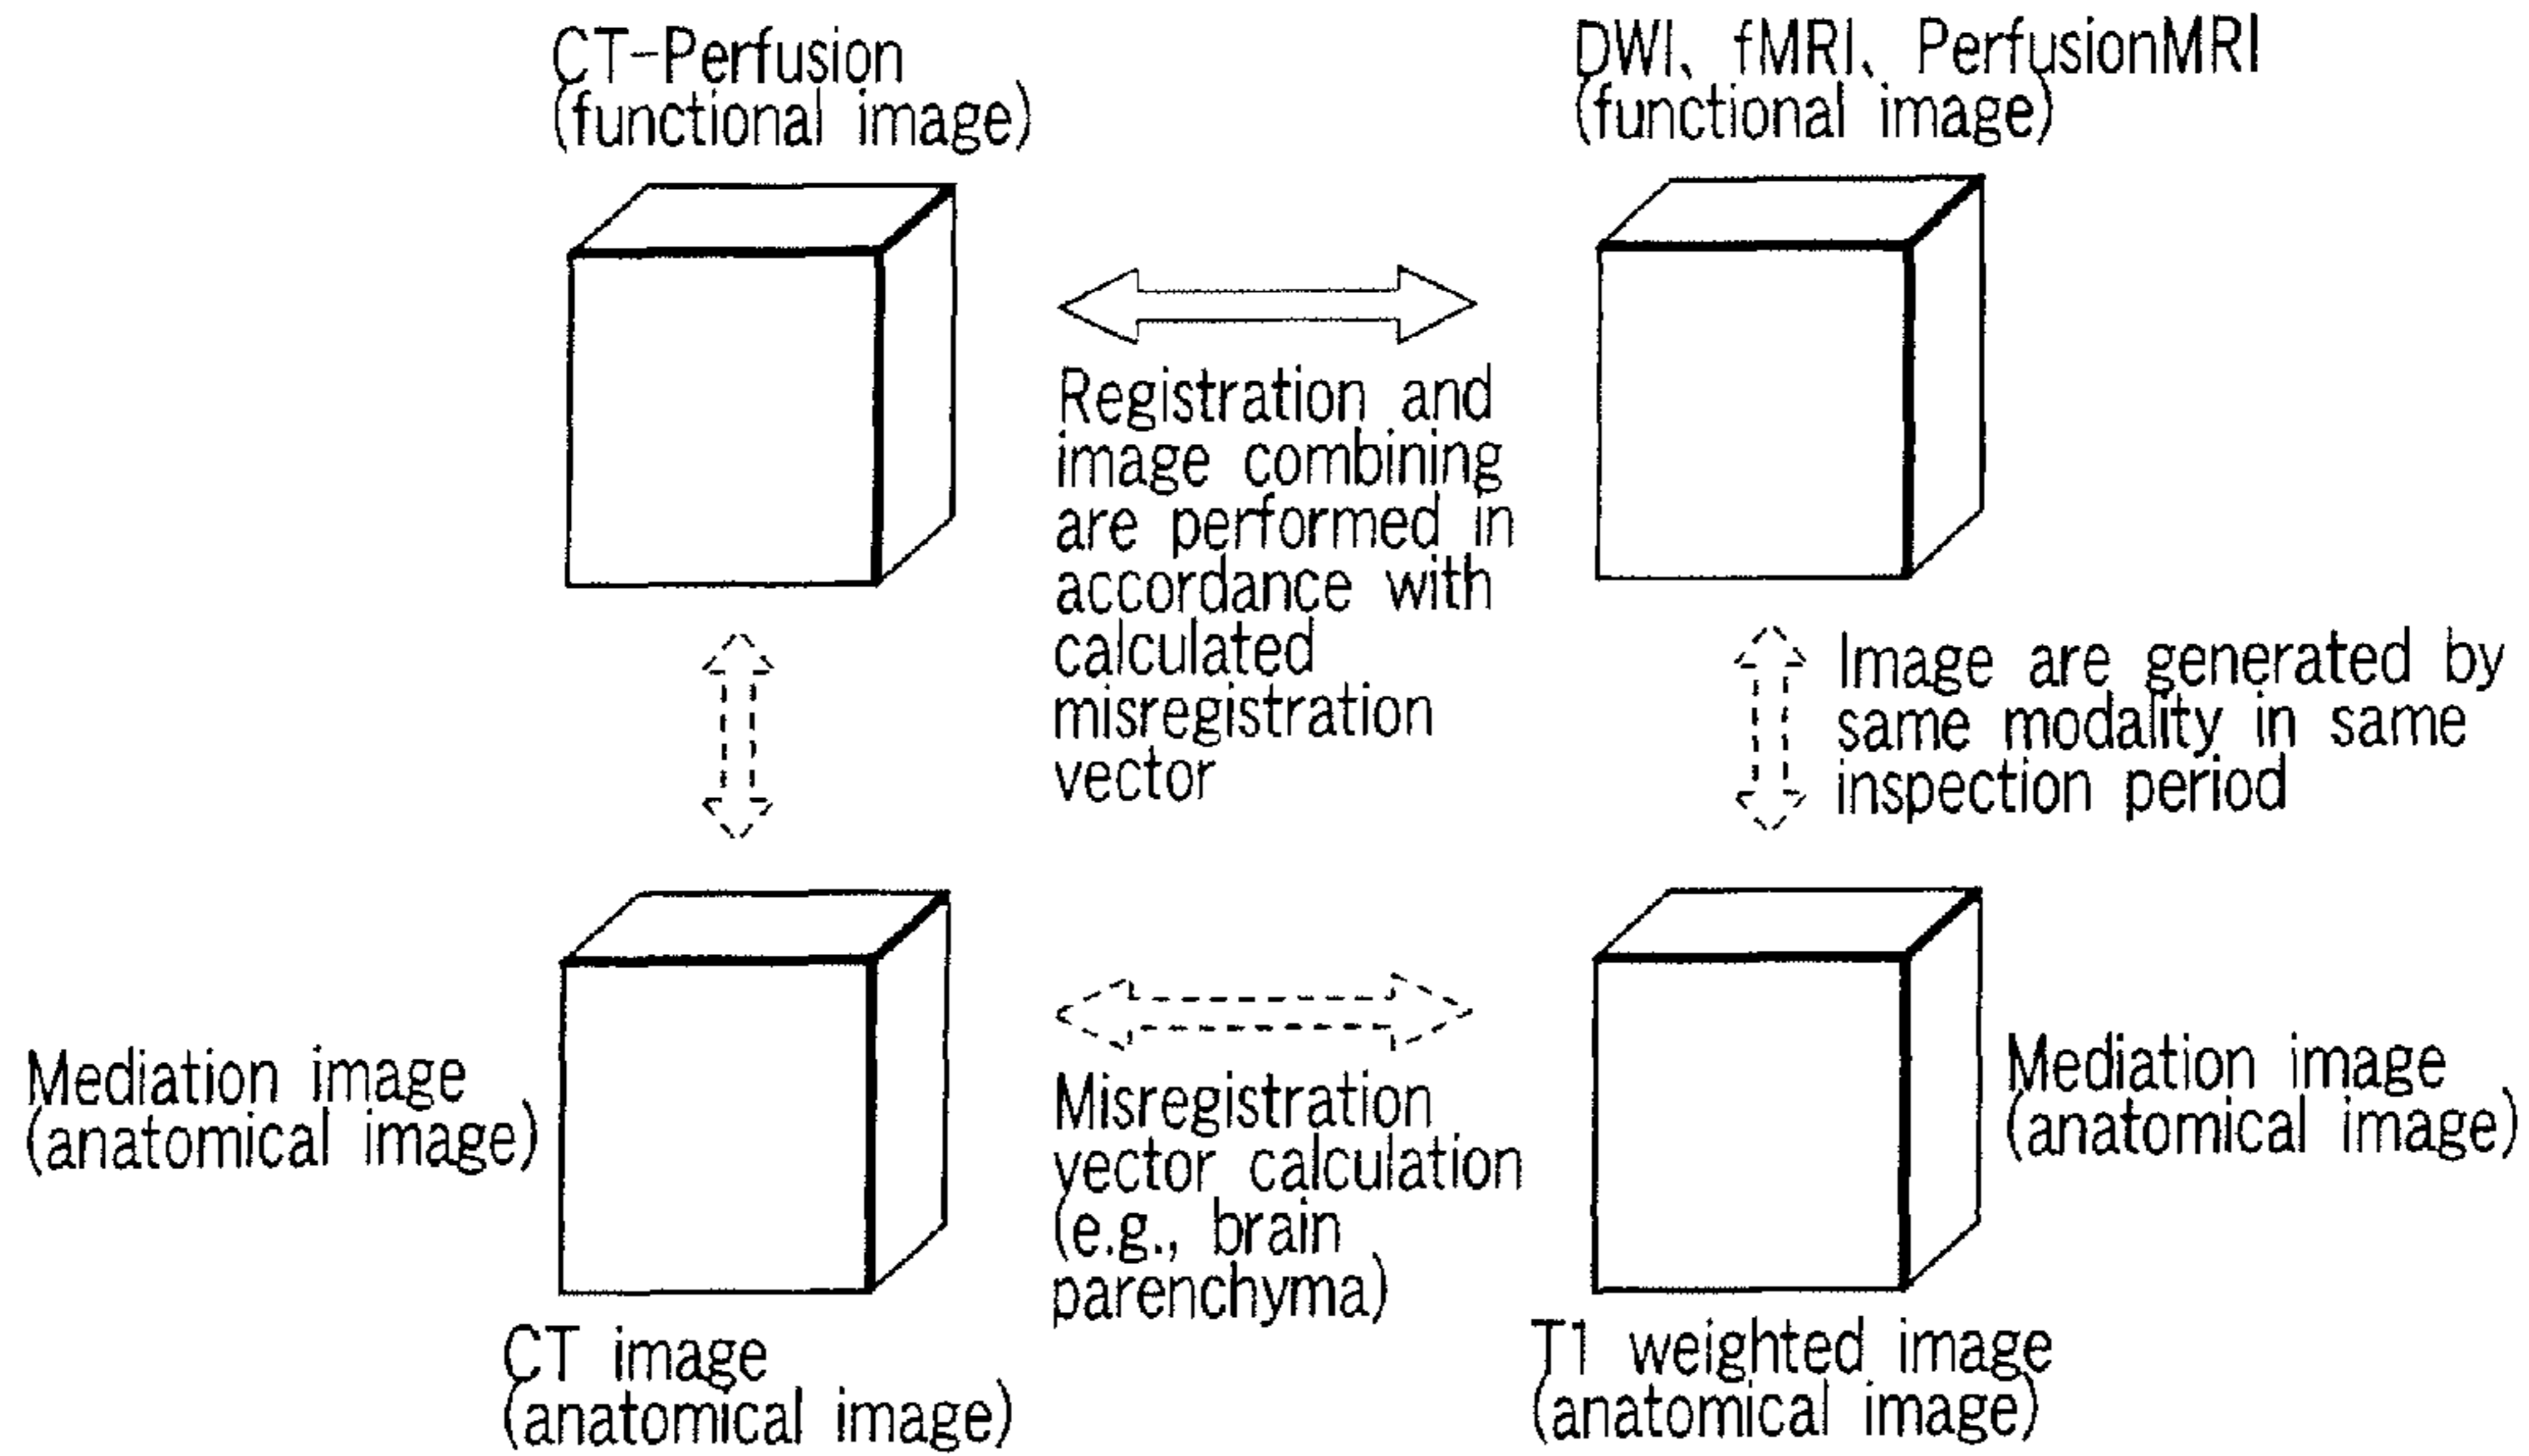 CT-Perfusion
(functional image)
DWI、fMRI、PerfusionMRI
(functional image)
Registration and
image combining
are performed in
accordance with
calculated
misregistration
vector
Image are generated by
same modality in same
inspection period
Mediation image
(anatomical image)
Misregistration
vector calculation
(e.g., brain
parenchyma)
Mediation image
(anatomical image)
CT image
(anatomical image)
T1 weighted image
(anatomical image)